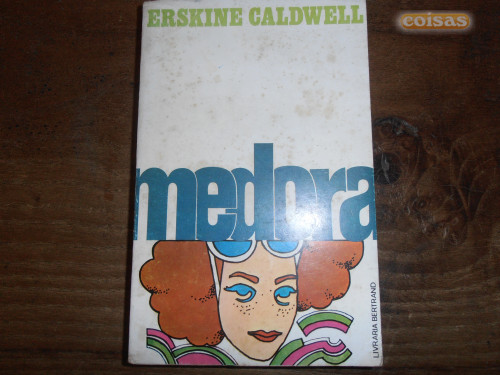 coisas
ERSKINE CALDWELL
medora
LIVRARIA BERTRAND